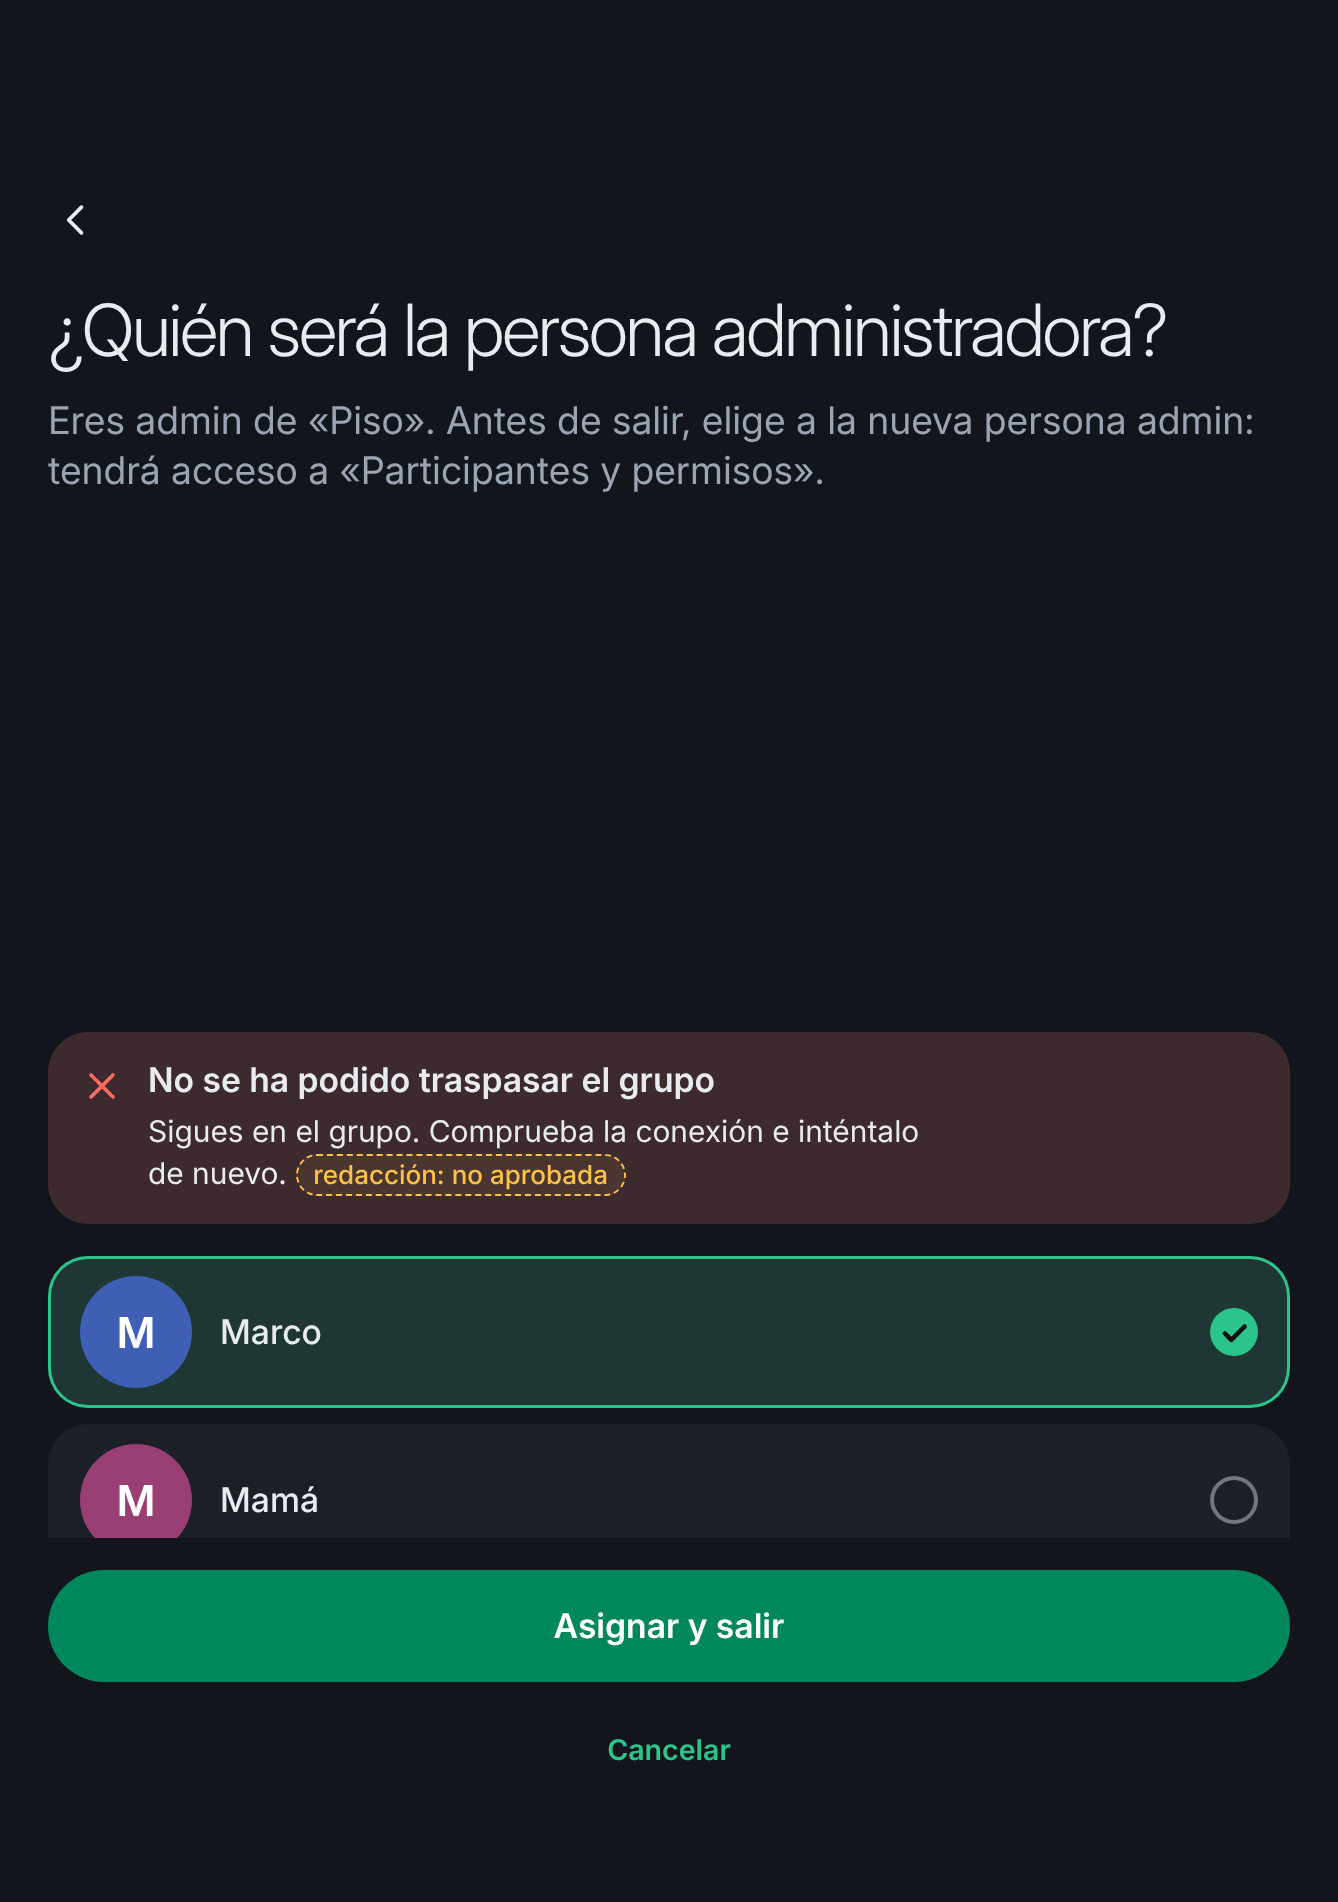 ¿Quién será la persona administradora?
Eres admin de «Piso». Antes de salir, elige a la nueva persona admin:
tendrá acceso a «Participantes y permisos».
No se ha podido traspasar el grupo
Sigues en el grupo. Comprueba la conexión e inténtalo
de nuevo. redacción: no aprobada
M Marco
M Mamá
Asignar y salir
Cancelar